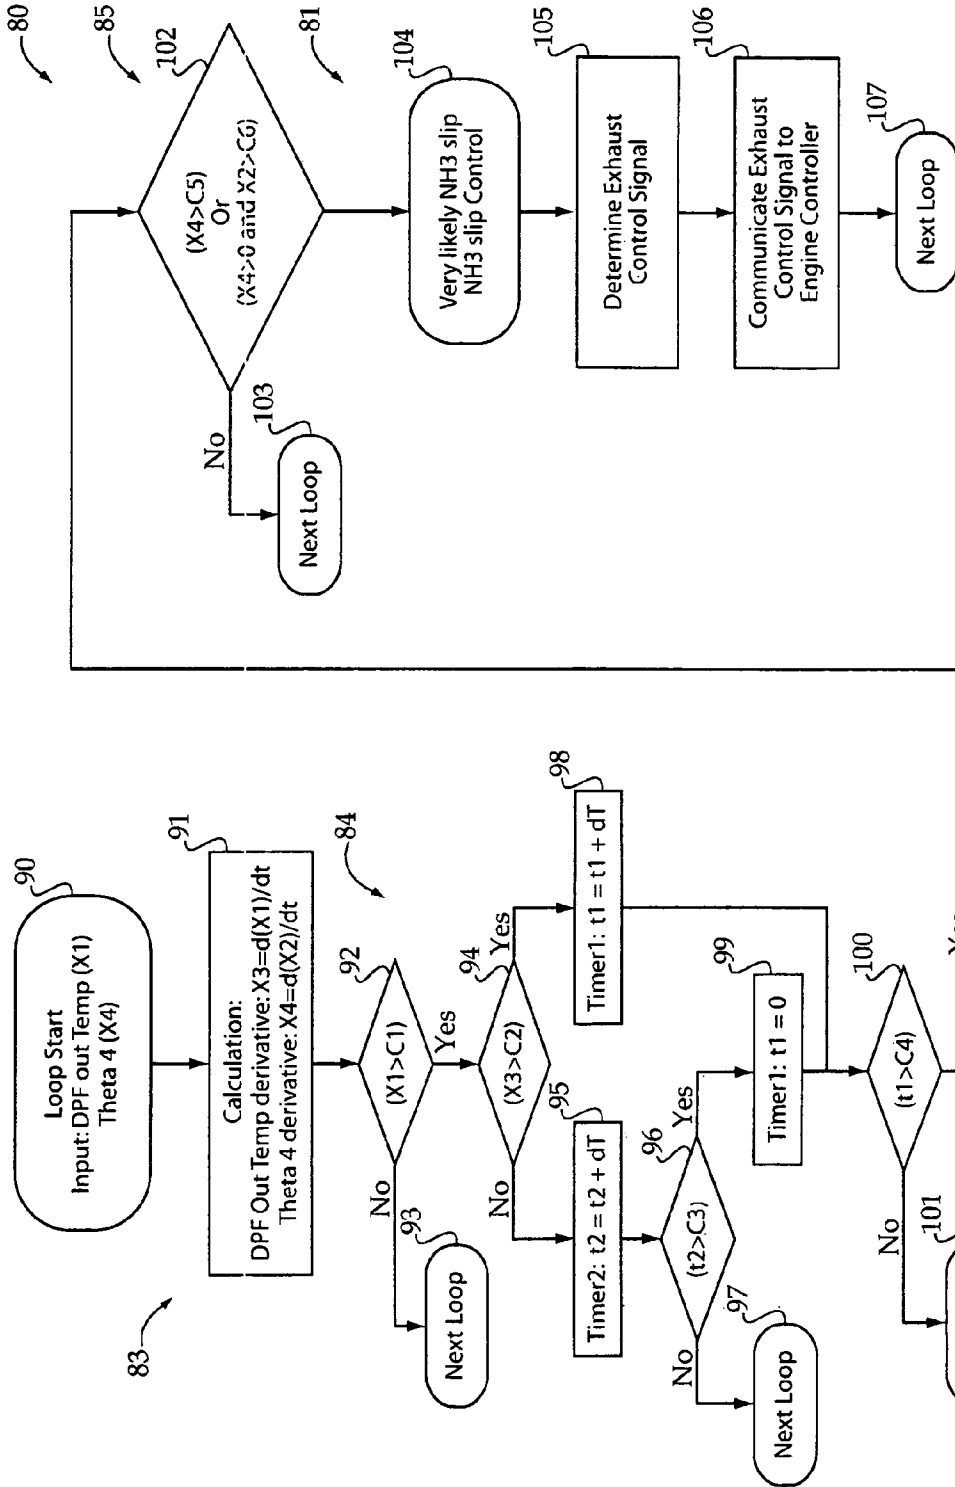 83
Loop Start
Input: DPF out Temp (X1)
Theta 4 (X4)
90
Calculation:
DPF Out Temp derivative: X3=d(X1)/dt
Theta 4 derivative: X4=d(X2)/dt
91
84
(X1>C1)
92
No
Yes
Next Loop
93
(X3>C2)
94
No
Yes
Timer2: t2 = t2 + dT
95
Timer1: t1 = t1 + dT
98
(t2>C3)
96
No
Yes
Next Loop
97
Timer1: t1 = 0
99
(t1>C4)
100
No
101
80
85
81
(X4>C5)
Or
(X4>0 and X2>C6)
102
No
Next Loop
103
Very likely NH3 slip
NH3 slip Control
104
Determine Exhaust
Control Signal
105
Communicate Exhaust
Control Signal to
Engine Controller
106
Next Loop
107